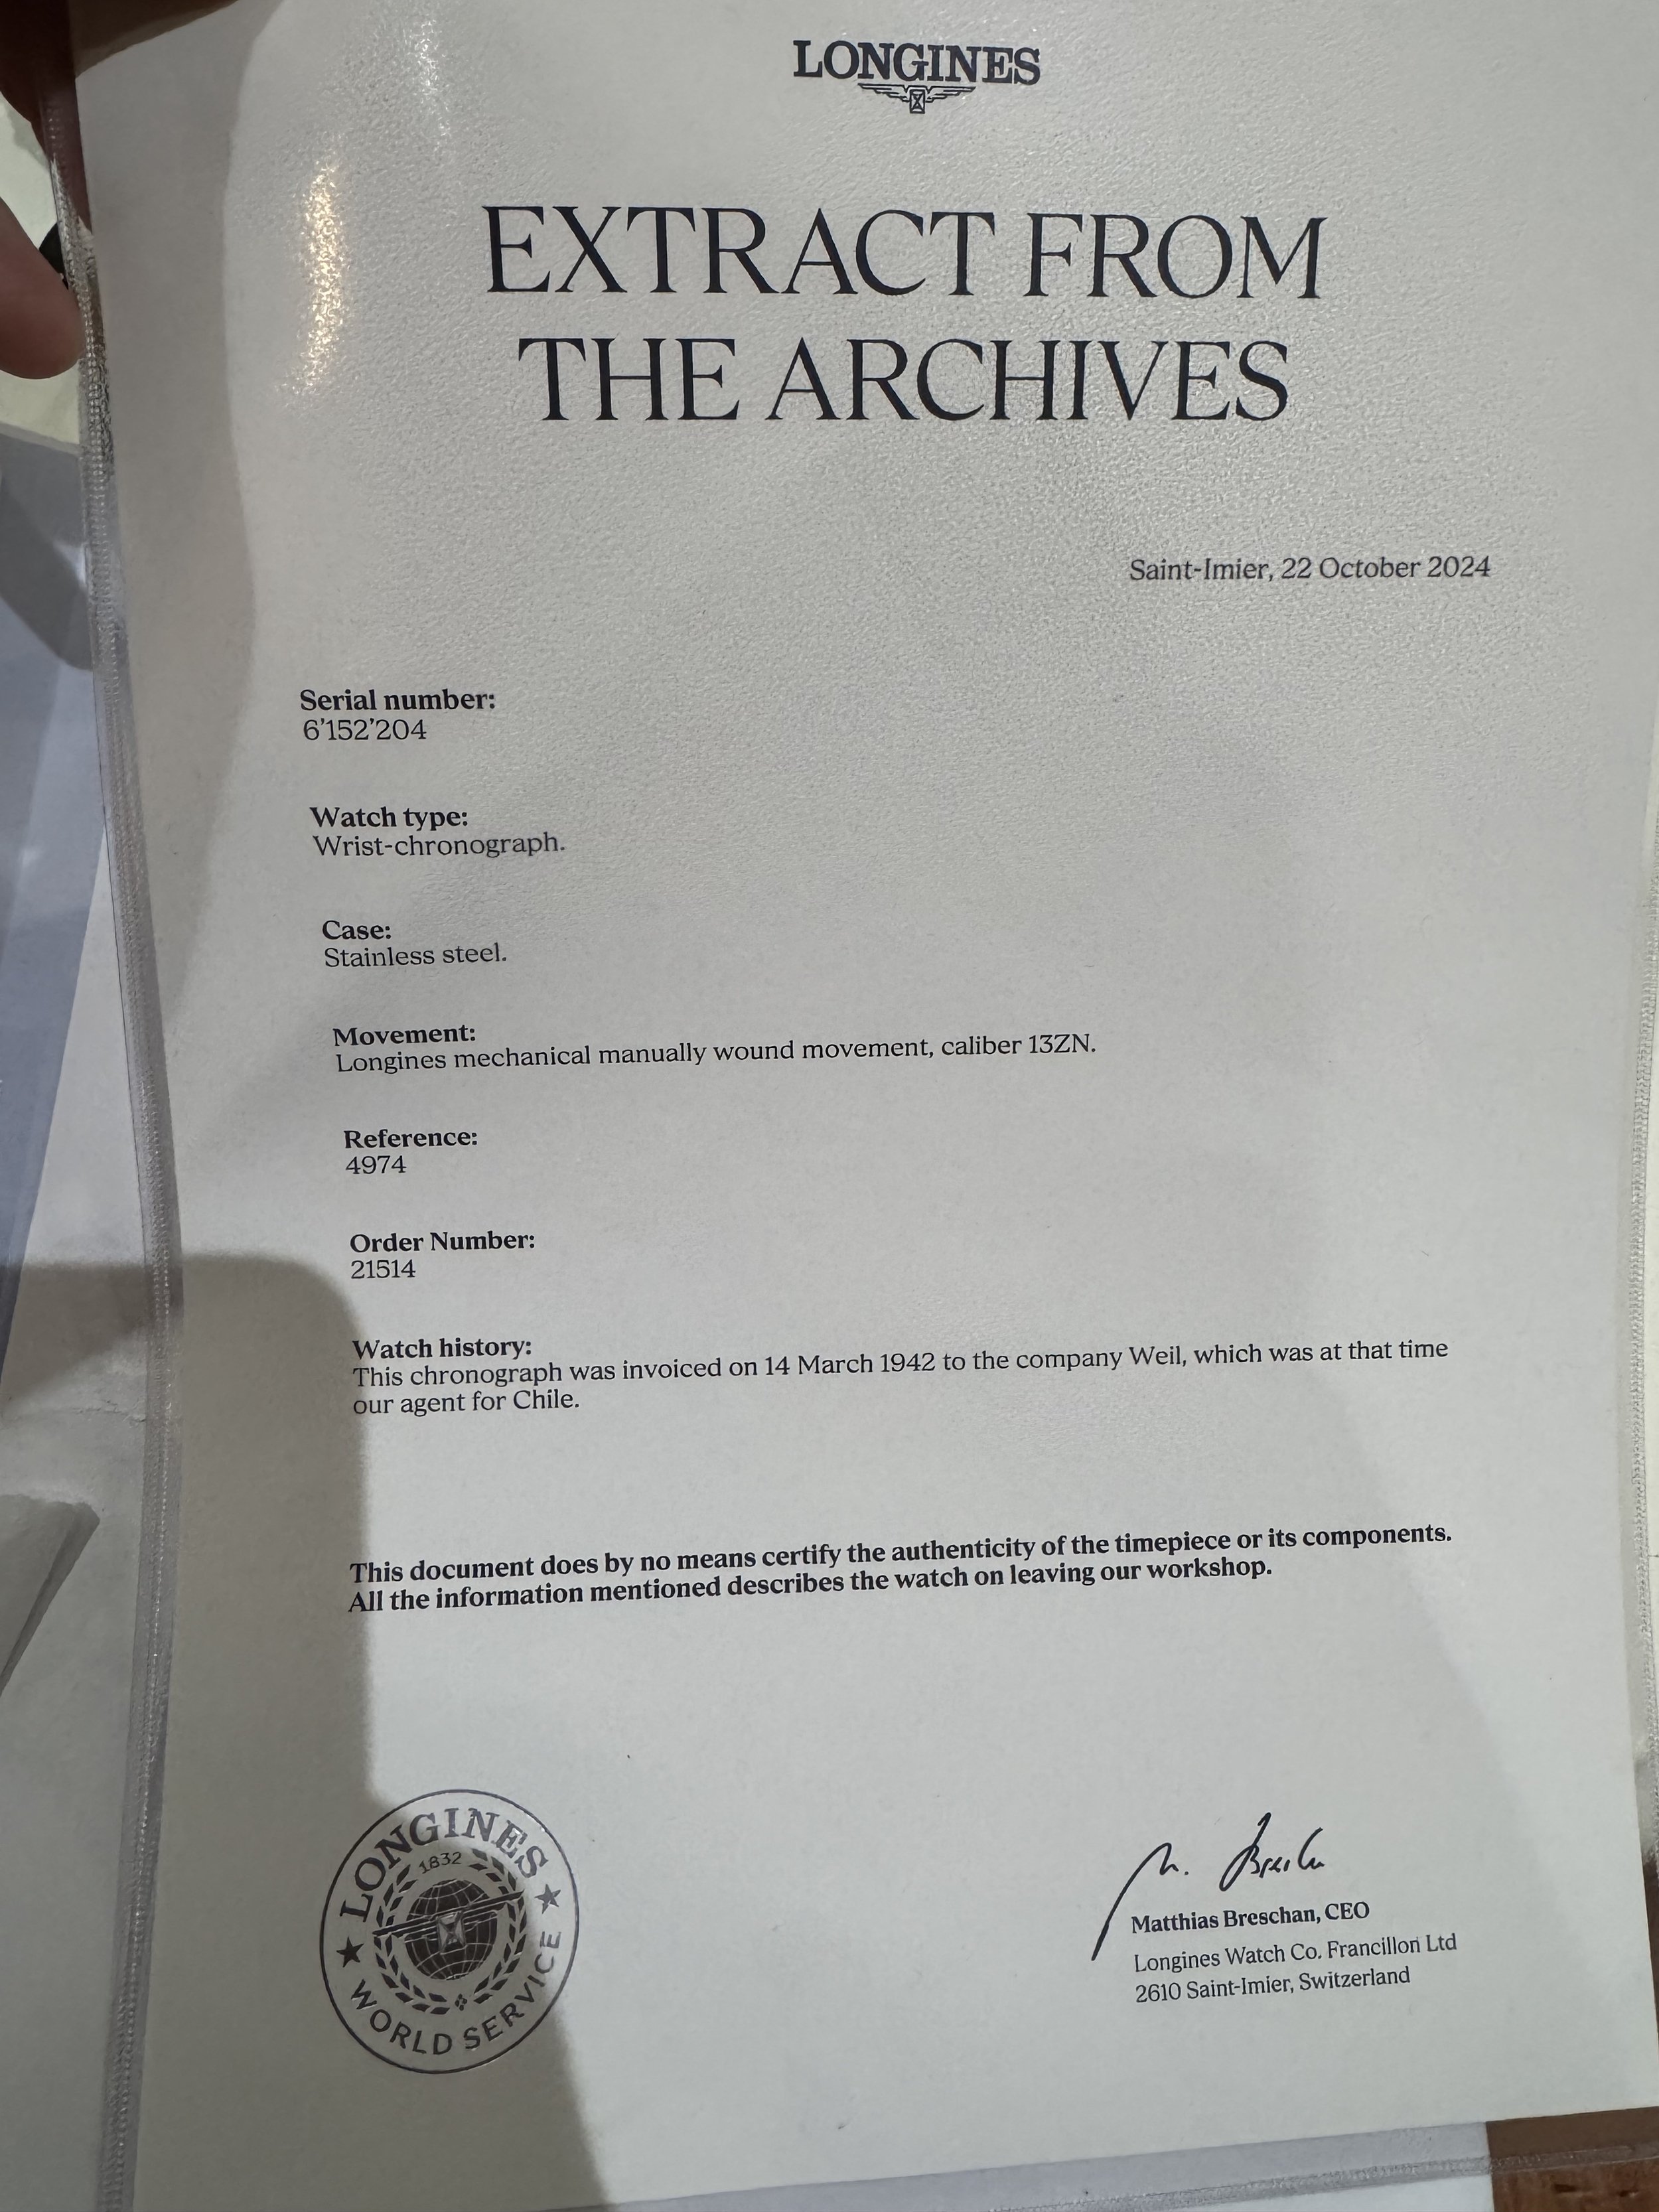 LONGINES
EXTRACT FROM
THE ARCHIVES
Saint-Imier, 22 October 2024
Serial number:
6’152’204
Watch type:
Wrist-chronograph.
Case:
Stainless steel.
Movement:
Longines mechanical manually wound movement, caliber 13ZN.
Reference:
4974
Order Number:
21514
Watch history:
This chronograph was invoiced on 14 March 1942 to the company Weil, which was at that time
our agent for Chile.
This document does by no means certify the authenticity of the timepiece or its components.
All the information mentioned describes the watch on leaving our workshop.
LONGINES
1832
★ WORLD SERVICE ★
M. Breschan
Matthias Breschan, CEO
Longines Watch Co. Francillon Ltd
2610 Saint-Imier, Switzerland